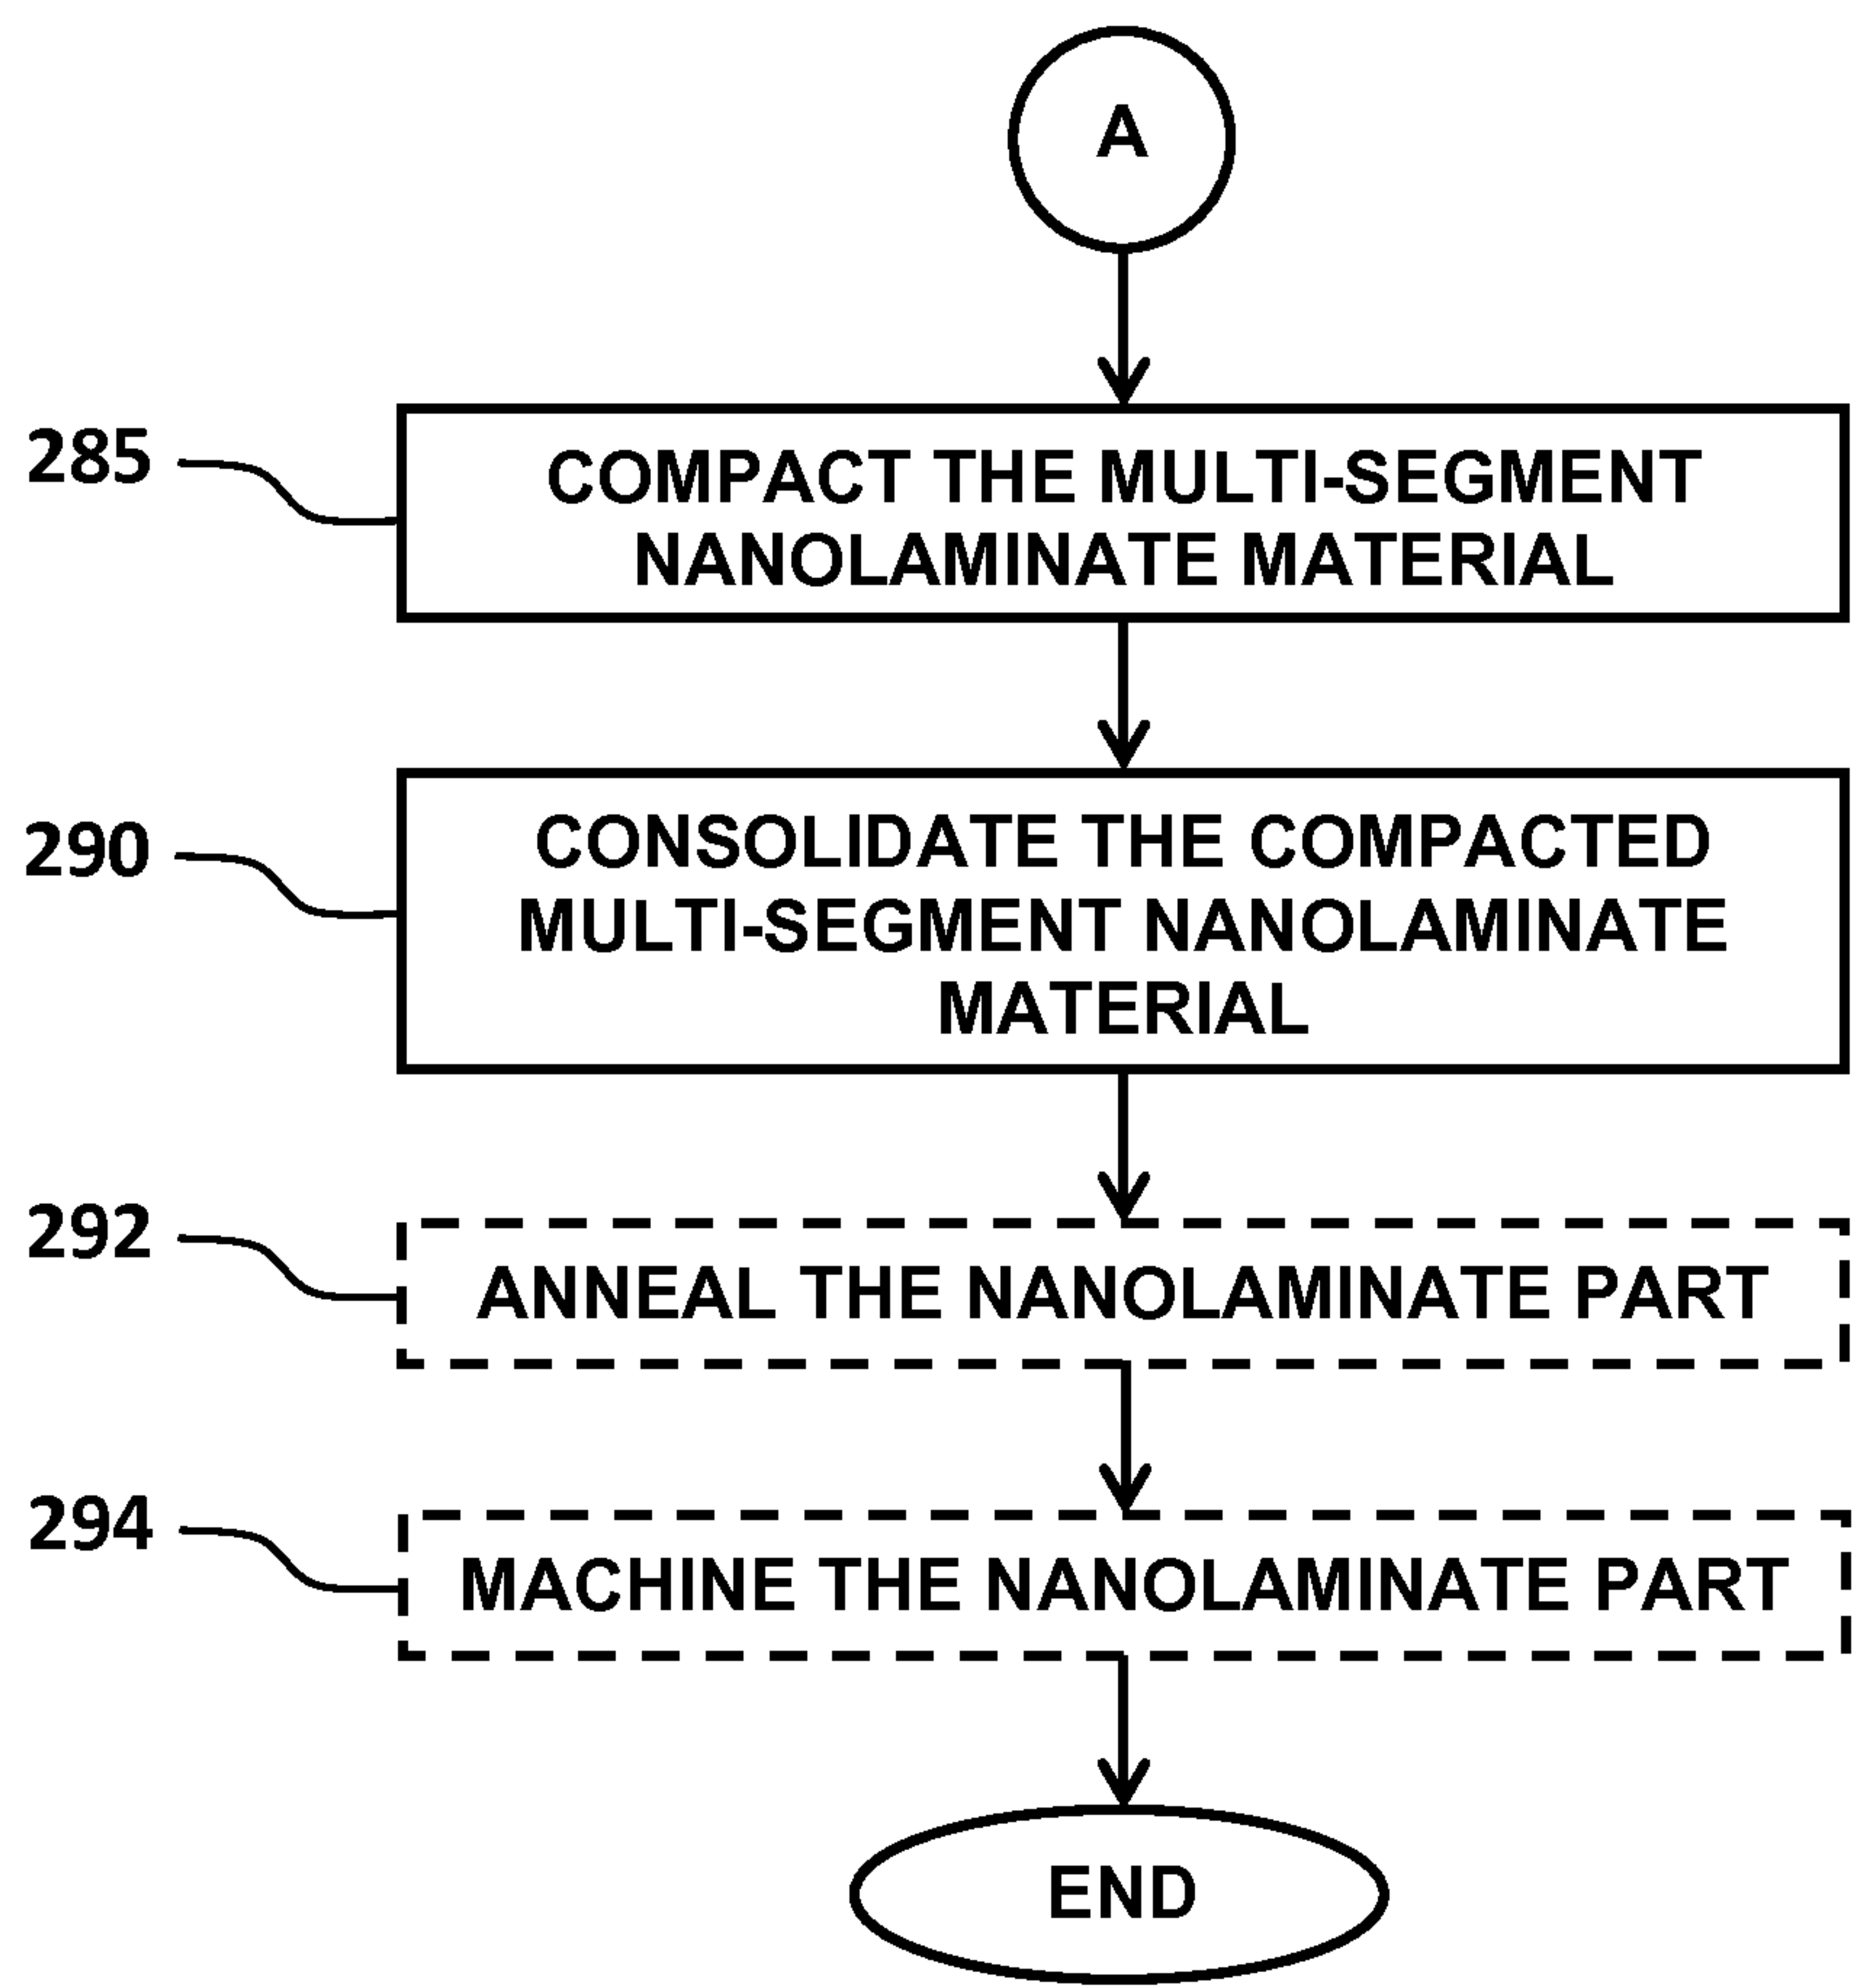 A
285
COMPACT THE MULTI-SEGMENT
NANOLAMINATE MATERIAL
290
CONSOLIDATE THE COMPACTED
MULTI-SEGMENT NANOLAMINATE
MATERIAL
292
ANNEAL THE NANOLAMINATE PART
294
MACHINE THE NANOLAMINATE PART
END